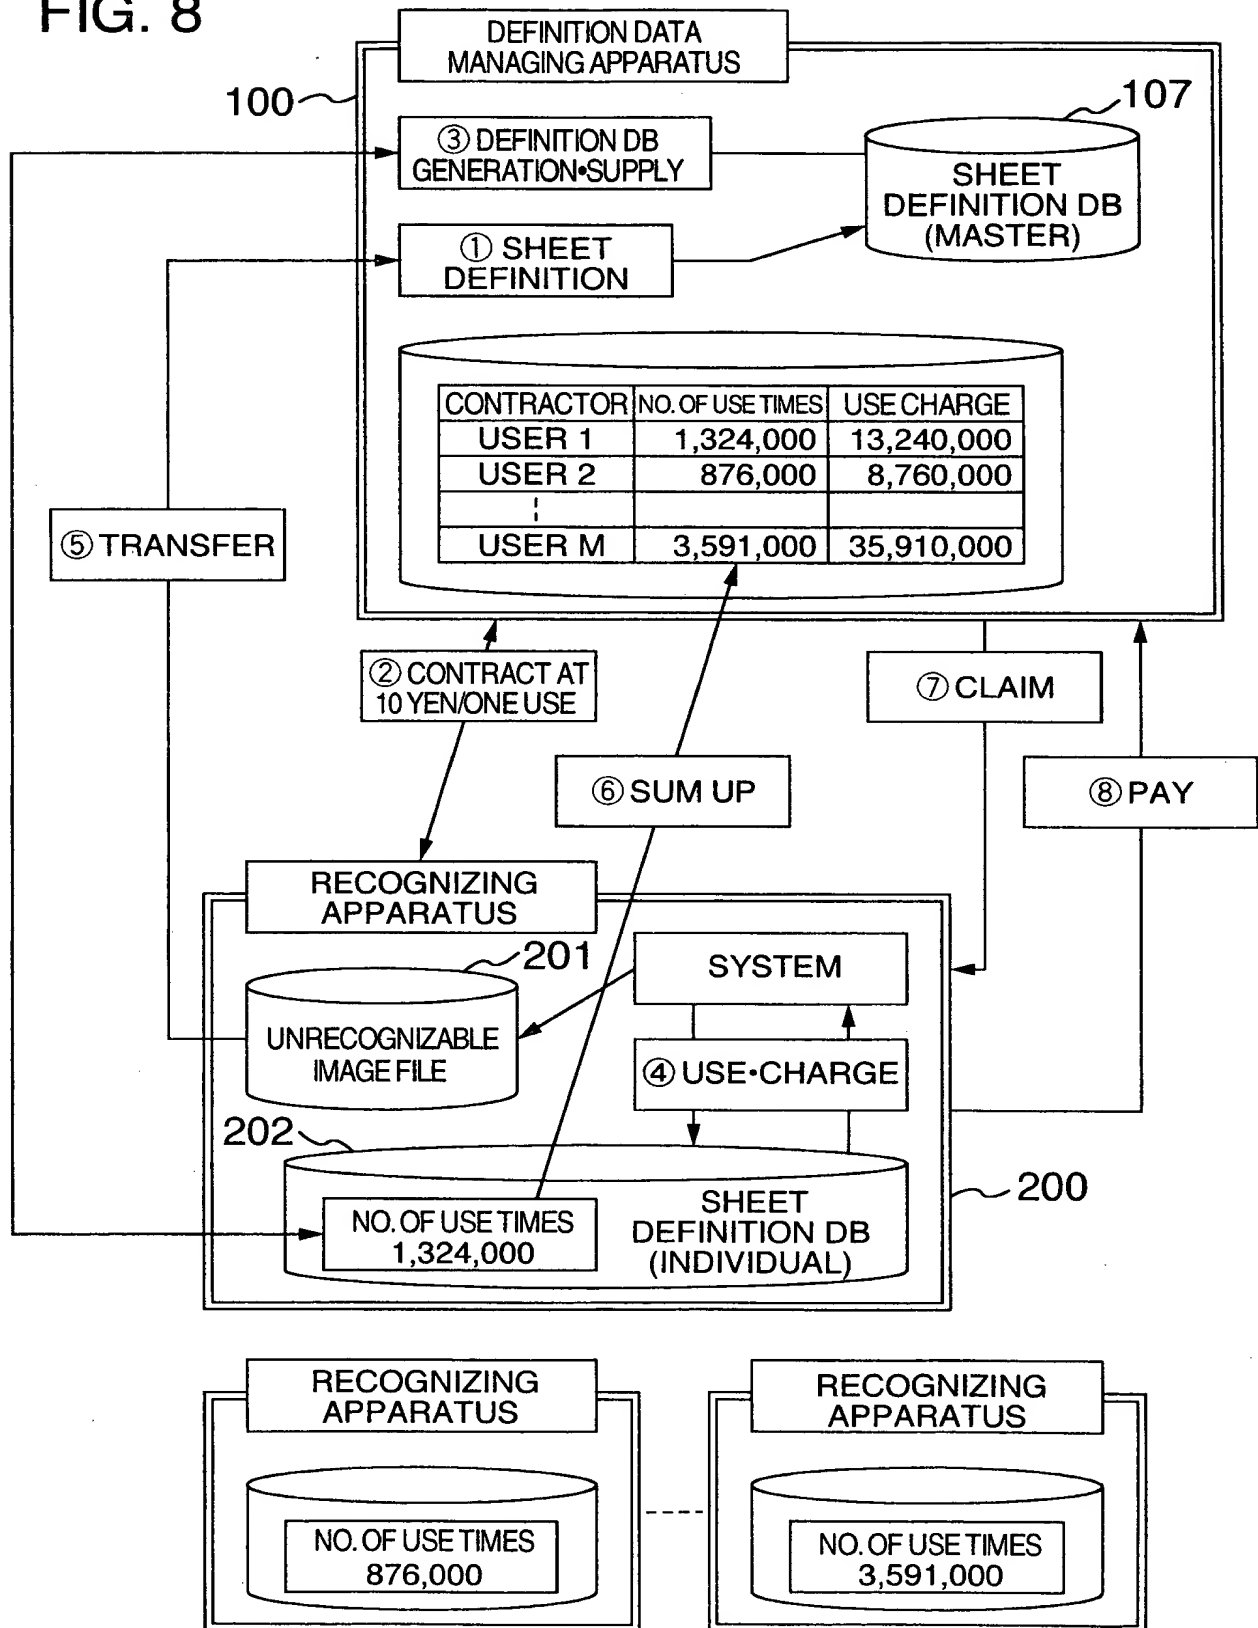 FIG. 8
DEFINITION DATA
MANAGING APPARATUS
100
107
③ DEFINITION DB
GENERATION•SUPPLY
SHEET
DEFINITION DB
(MASTER)
① SHEET
DEFINITION
CONTRACTOR NO. OF USE TIMES USE CHARGE
USER 1 1,324,000 13,240,000
USER 2 876,000 8,760,000
USER M 3,591,000 35,910,000
⑤ TRANSFER
② CONTRACT AT
10 YEN/ONE USE
⑦ CLAIM
⑥ SUM UP
⑧ PAY
RECOGNIZING
APPARATUS
201
SYSTEM
UNRECOGNIZABLE
IMAGE FILE
④ USE•CHARGE
202
200
NO. OF USE TIMES
1,324,000
SHEET
DEFINITION DB
(INDIVIDUAL)
RECOGNIZING
APPARATUS
NO. OF USE TIMES
876,000
RECOGNIZING
APPARATUS
NO. OF USE TIMES
3,591,000